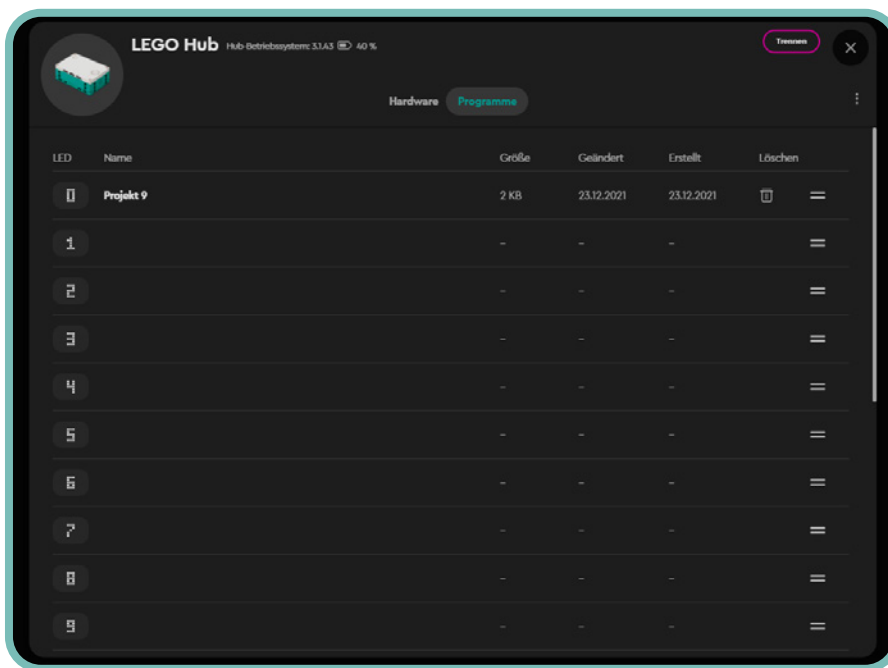 LEGO Hub Hub-Betriebssystem: 3.1.43 40 %
Trennen
Hardware Programme
LED Name Größe Geändert Erstellt Löschen
0 Projekt 9 2 KB 23.12.2021 23.12.2021
1 - - -
2 - - -
3 - - -
4 - - -
5 - - -
6 - - -
7 - - -
8 - - -
9 - - -